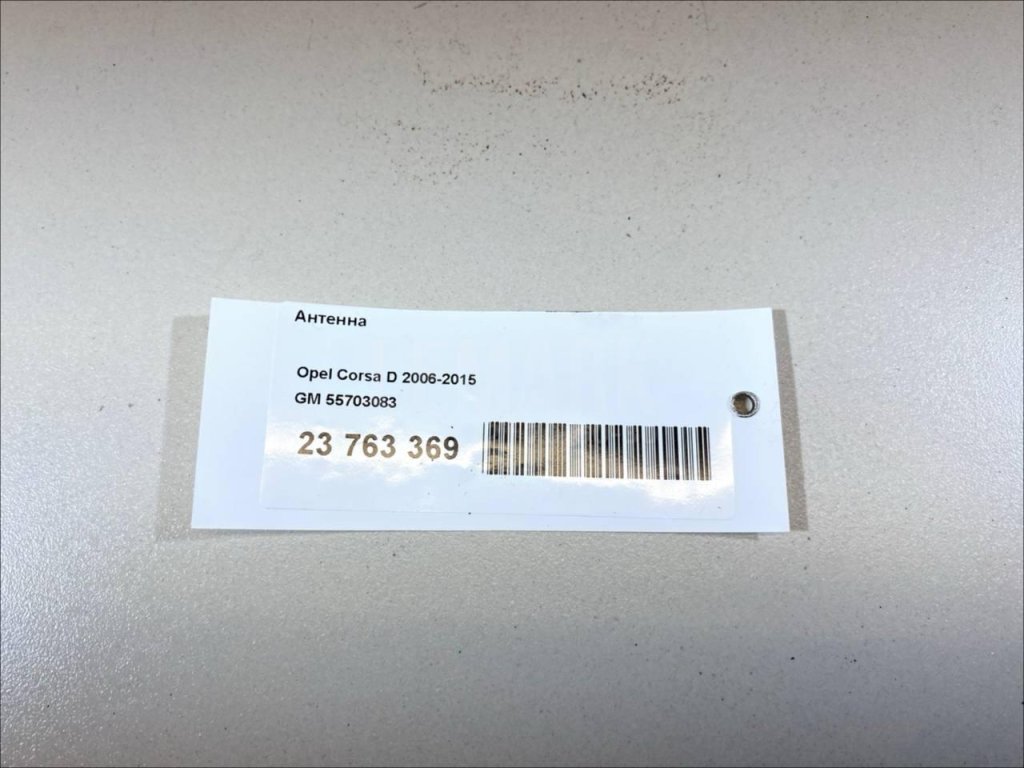 Антенна
Opel Corsa D 2006-2015
GM 55703083
23 763 369